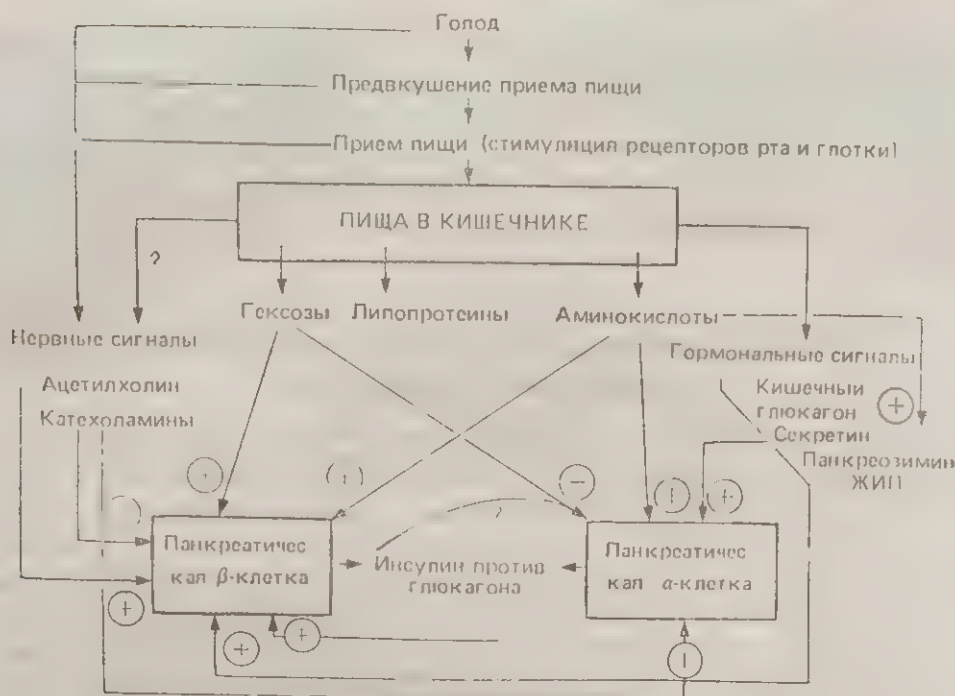 Голод
Предвкушение приема пищи
Прием пищи (стимуляция рецепторов рта и глотки)
ПИЩА В КИШЕЧНИКЕ
?
Гексозы
Липопротеины
Аминокислоты
Нервные сигналы
Гормональные сигналы
Ацетилхолин
Катехоламины
Кишечный
глюкагон
+
Секретин
Панкреозимин
ЖИП
−
+
Панкреатичес
кая β-клетка
Инсулин против
глюкагона
Панкреатичес
кая α-клетка
+
+
+